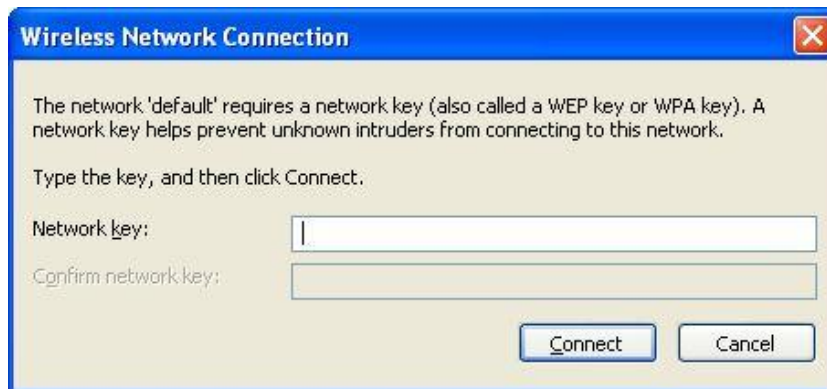 Wireless Network Connection
The network 'default' requires a network key (also called a WEP key or WPA key). A
network key helps prevent unknown intruders from connecting to this network.
Type the key, and then click Connect.
Network key:
Confirm network key:
Connect Cancel